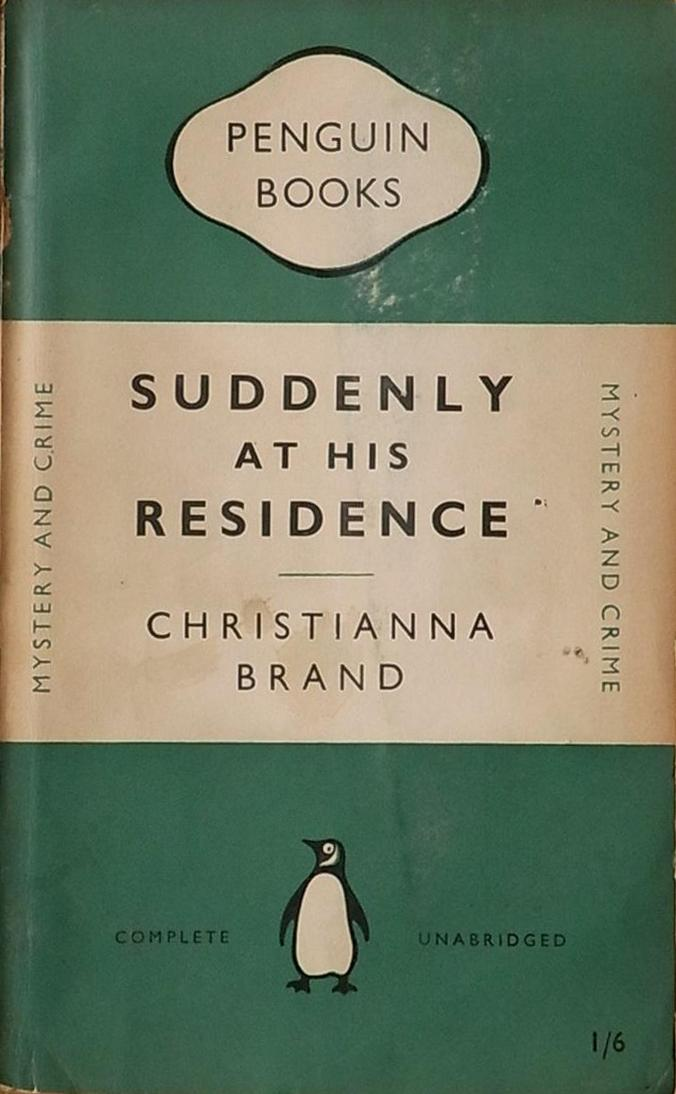 PENGUIN
BOOKS
SUDDENLY
AT HIS
RESIDENCE
CHRISTIANNA
BRAND
MYSTERY AND CRIME
MYSTERY AND CRIME
COMPLETE
UNABRIDGED
1/6